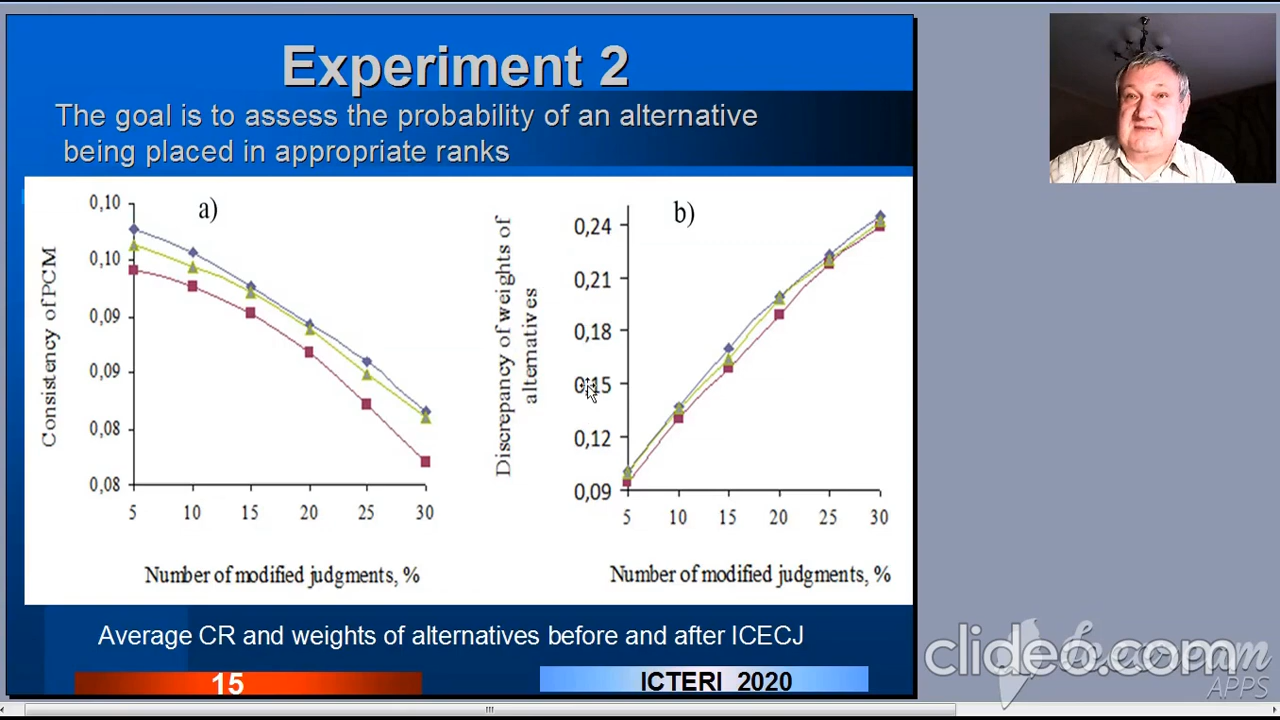 Experiment 2
The goal is to assess the probability of an alternative
being placed in appropriate ranks
a)
0,10
0,10
0,09
0,09
0,08
0,08
Consistency of PCM
5 10 15 20 25 30
Number of modified judgments, %
b)
0,24
0,21
0,18
0,15
0,12
0,09
Discrepancy of weights of
alternatives
5 10 15 20 25 30
Number of modified judgments, %
Average CR and weights of alternatives before and after ICECJ
15
ICTERI 2020
clideo.com
APPS